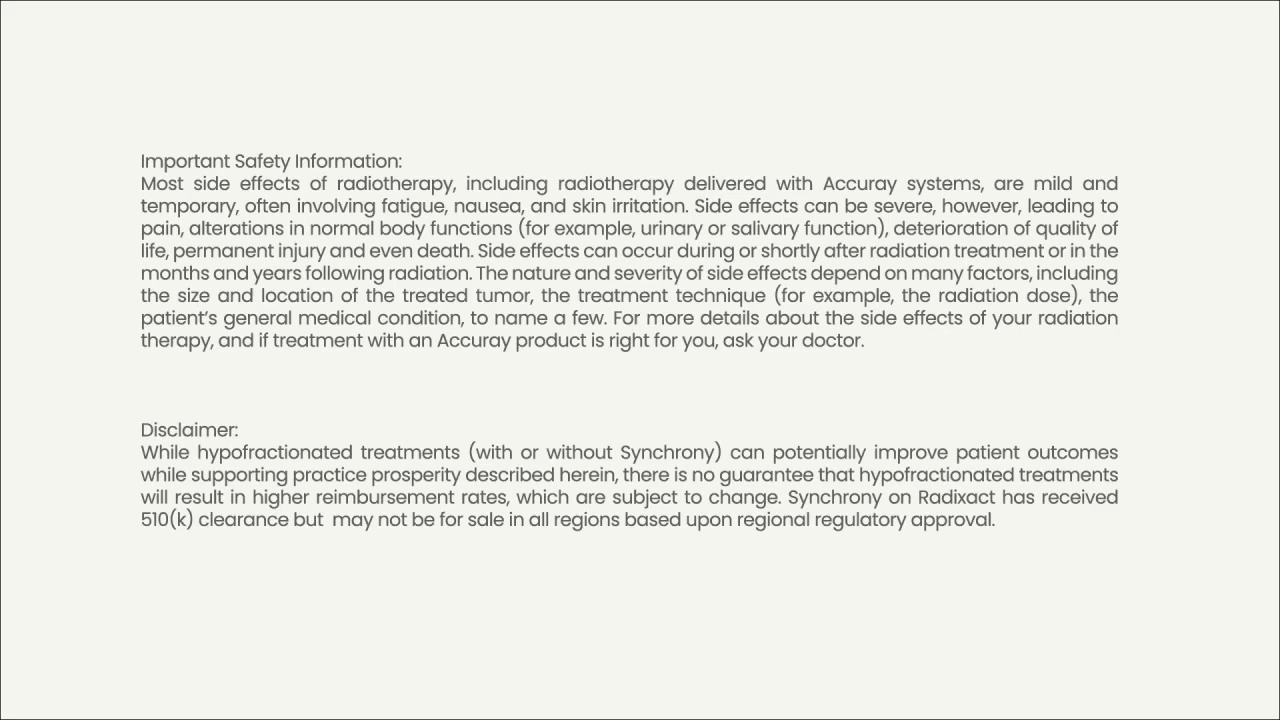 Important Safety Information:
Most side effects of radiotherapy, including radiotherapy delivered with Accuray systems, are mild and
temporary, often involving fatigue, nausea, and skin irritation. Side effects can be severe, however, leading to
pain, alterations in normal body functions (for example, urinary or salivary function), deterioration of quality of
life, permanent injury and even death. Side effects can occur during or shortly after radiation treatment or in the
months and years following radiation. The nature and severity of side effects depend on many factors, including
the size and location of the treated tumor, the treatment technique (for example, the radiation dose), the
patient’s general medical condition, to name a few. For more details about the side effects of your radiation
therapy, and if treatment with an Accuray product is right for you, ask your doctor.
Disclaimer:
While hypofractionated treatments (with or without Synchrony) can potentially improve patient outcomes
while supporting practice prosperity described herein, there is no guarantee that hypofractionated treatments
will result in higher reimbursement rates, which are subject to change. Synchrony on Radixact has received
510(k) clearance but  may not be for sale in all regions based upon regional regulatory approval.